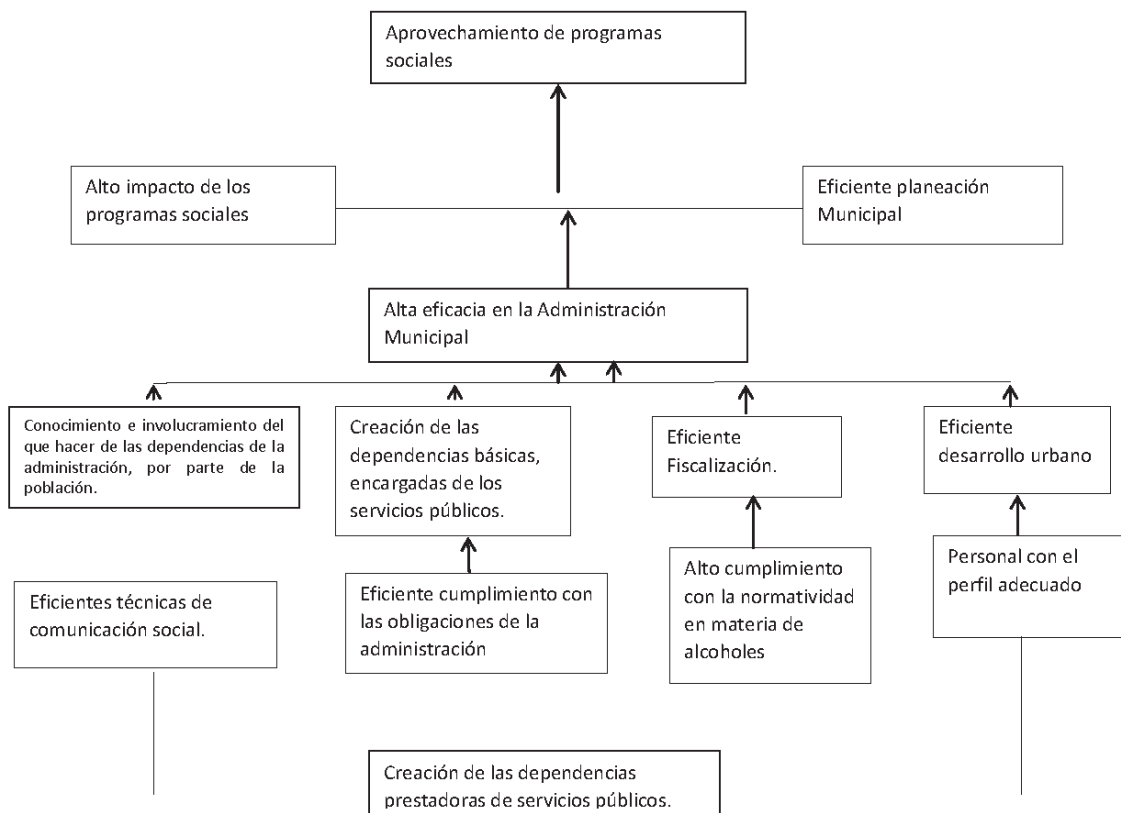 Aprovechamiento de programas
sociales
Alto impacto de los
programas sociales
Eficiente planeación
Municipal
Alta eficacia en la Administración
Municipal
Conocimiento e involucramiento del
que hacer de las dependencias de la
administración, por parte de la
población.
Creación de las
dependencias básicas,
encargadas de los
servicios públicos.
Eficiente
Fiscalización.
Eficiente
desarrollo urbano
Eficientes técnicas de
comunicación social.
Eficiente cumplimiento con
las obligaciones de la
administración
Alto cumplimiento
con la normatividad
en materia de
alcoholes
Personal con el
perfil adecuado
Creación de las dependencias
prestadoras de servicios públicos.